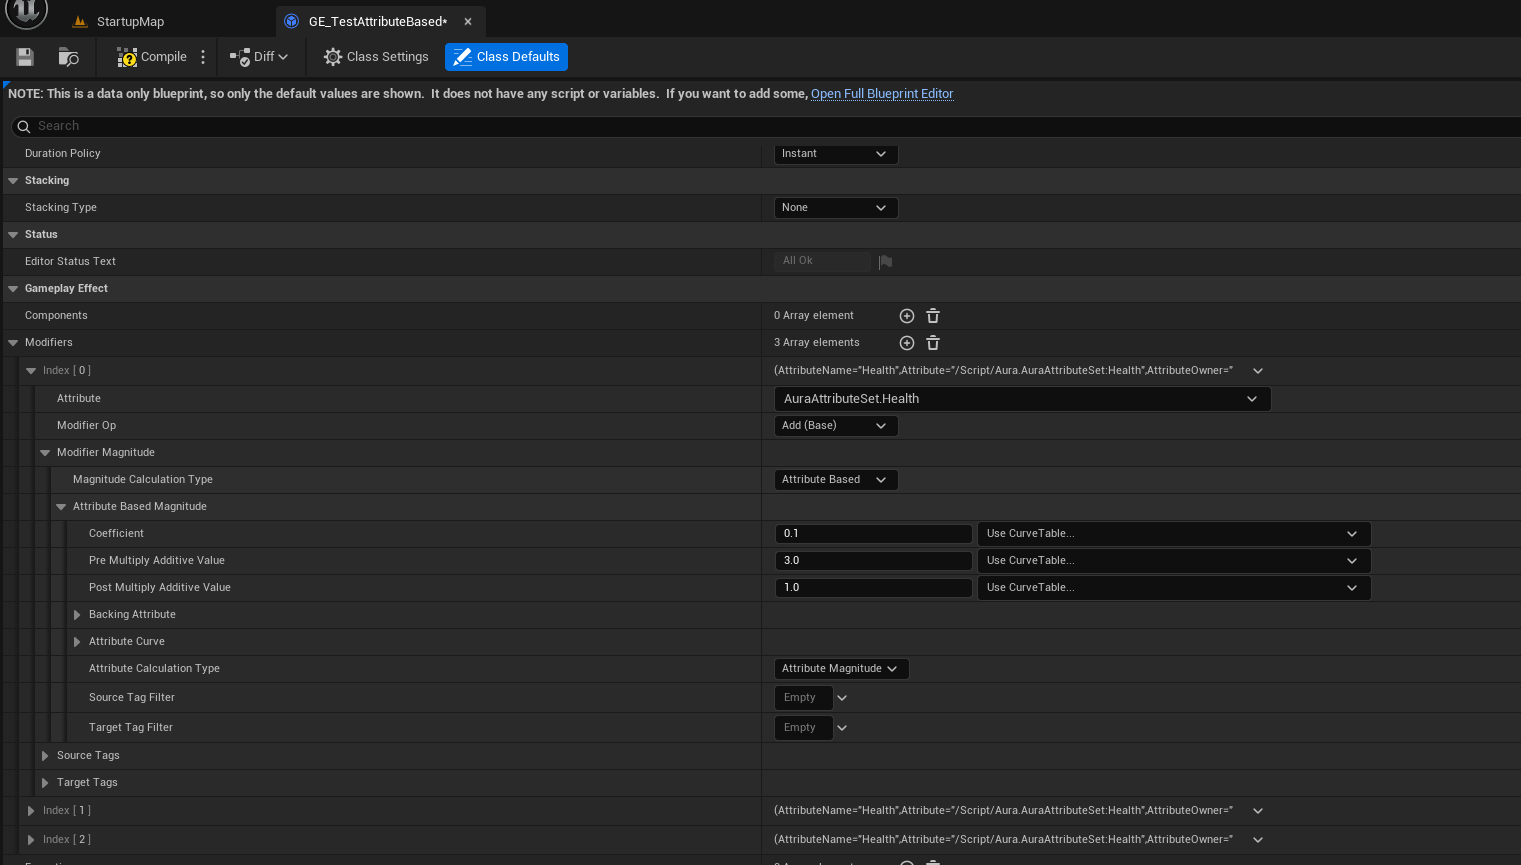 StartupMap
GE_TestAttributeBased*
Compile
Diff
Class Settings
Class Defaults
NOTE: This is a data only blueprint, so only the default values are shown.  It does not have any script or variables.  If you want to add some, Open Full Blueprint Editor
Search
Duration Policy Instant
Stacking
Stacking Type None
Status
Editor Status Text All Ok
Gameplay Effect
Components 0 Array element
Modifiers 3 Array elements
Index [ 0 ] (AttributeName="Health",Attribute="/Script/Aura.AuraAttributeSet:Health",AttributeOwner="
Attribute AuraAttributeSet.Health
Modifier Op Add (Base)
Modifier Magnitude
Magnitude Calculation Type Attribute Based
Attribute Based Magnitude
Coefficient 0.1 Use CurveTable...
Pre Multiply Additive Value 3.0 Use CurveTable...
Post Multiply Additive Value 1.0 Use CurveTable...
Backing Attribute
Attribute Curve
Attribute Calculation Type Attribute Magnitude
Source Tag Filter Empty
Target Tag Filter Empty
Source Tags
Target Tags
Index [ 1 ] (AttributeName="Health",Attribute="/Script/Aura.AuraAttributeSet:Health",AttributeOwner="
Index [ 2 ] (AttributeName="Health",Attribute="/Script/Aura.AuraAttributeSet:Health",AttributeOwner="